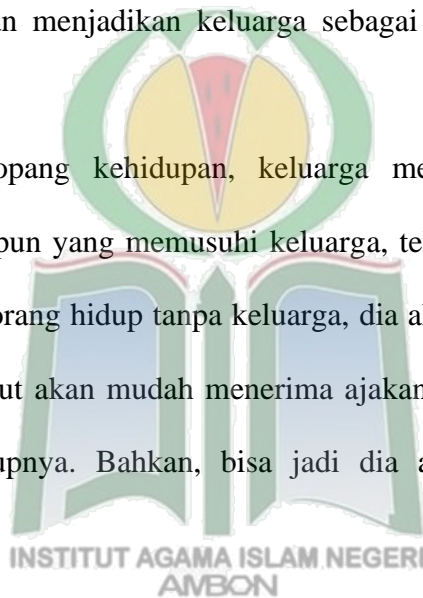 an menjadikan keluarga sebagai
opang kehidupan, keluarga me
pun yang memusuhi keluarga, te
orang hidup tanpa keluarga, dia a
ut akan mudah menerima ajakan
upnya. Bahkan, bisa jadi dia a
INSTITUT AGAMA ISLAM NEGERI
AMBON